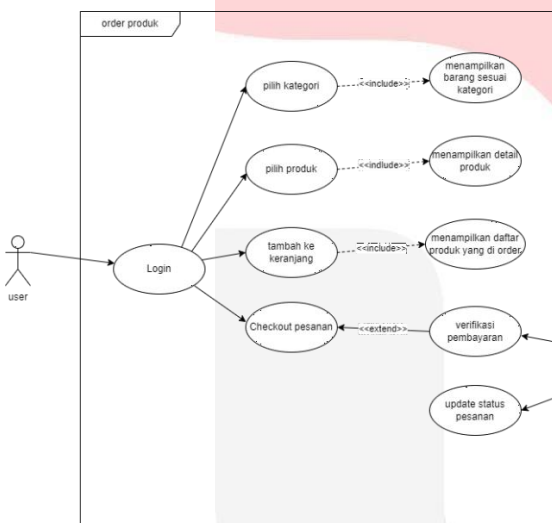 order produk
pilih kategori
<<include>>
menampilkan
barang sesuai
kategori
pilih produk
<<indlude>>
menampilkan detail
produk
user
Login
tambah ke
keranjang
<<include>>
menampilkan daftar
produk yang di order
Checkout pesanan
<<extend>>
verifikasi
pembayaran
update status
pesanan